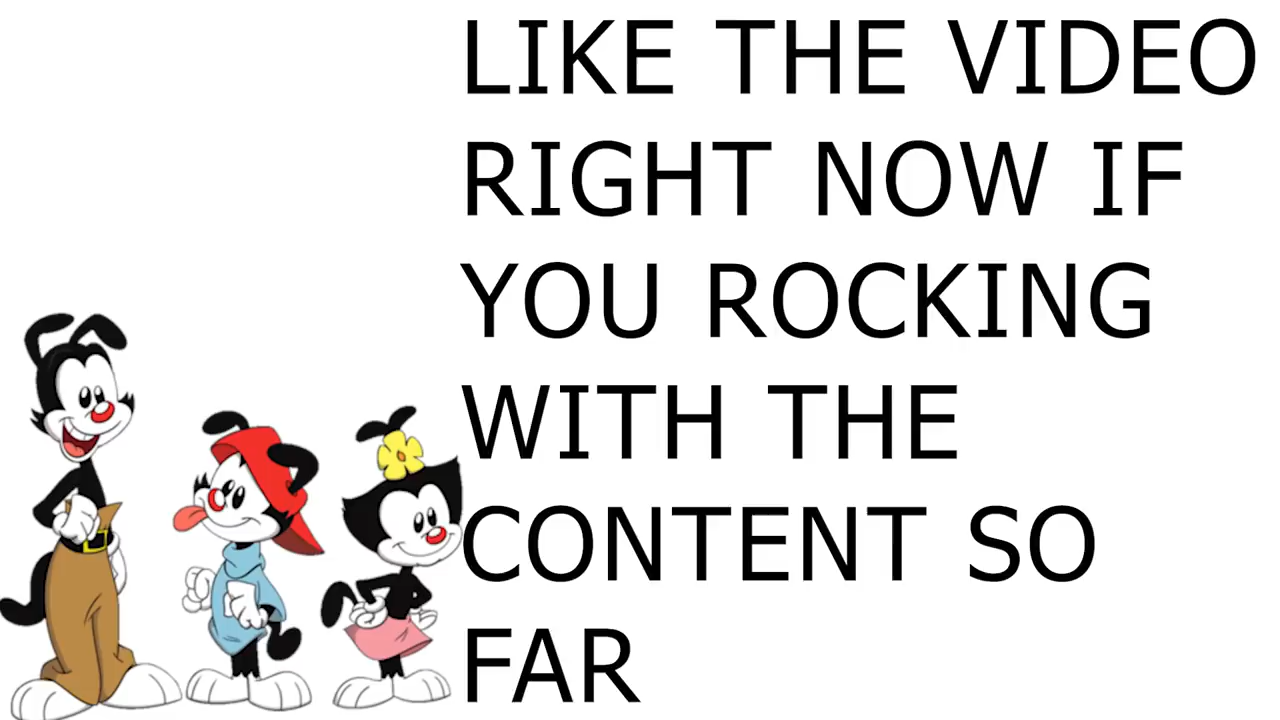 LIKE THE VIDEO
RIGHT NOW IF
YOU ROCKING
WITH THE
CONTENT SO
FAR